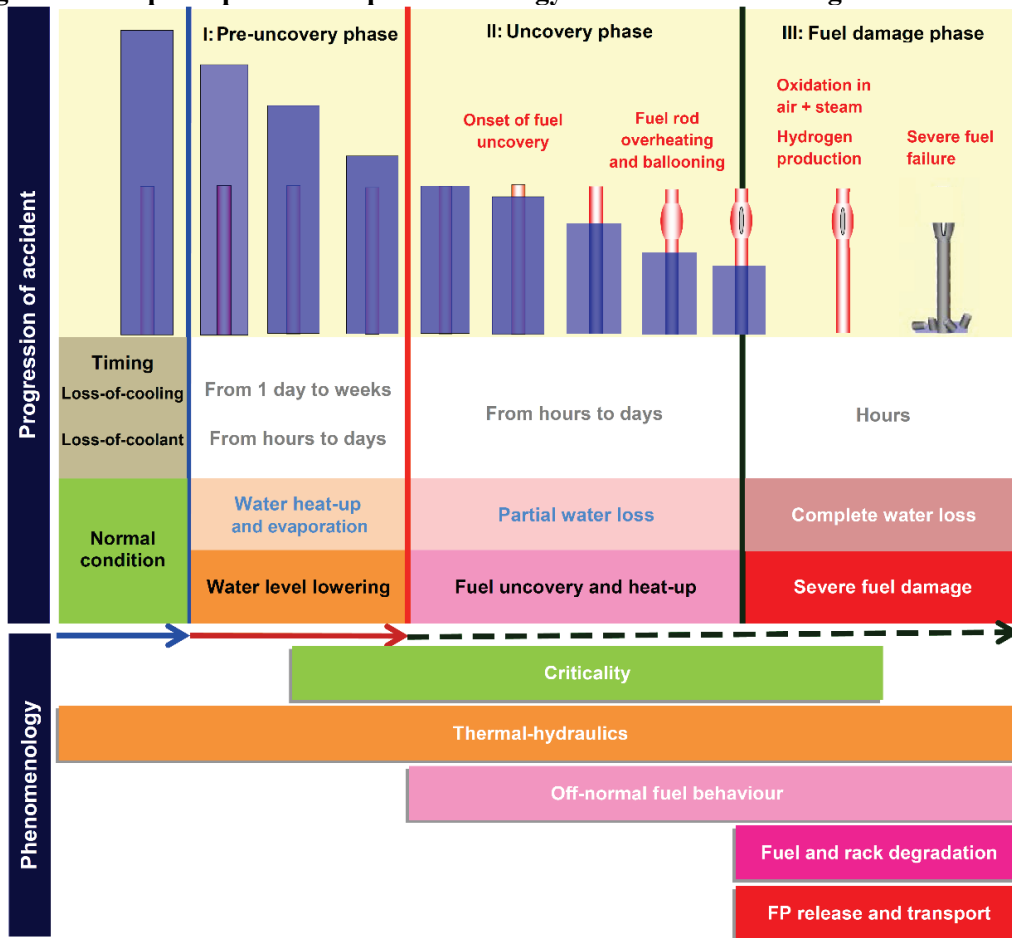 I: Pre-uncovery phase
II: Uncovery phase
III: Fuel damage phase
Onset of fuel
uncovery
Fuel rod
overheating
and ballooning
Oxidation in
air + steam
Hydrogen
production
Severe fuel
failure
Progression of accident
Timing
Loss-of-cooling
Loss-of-coolant
From 1 day to weeks
From hours to days
From hours to days
Hours
Normal
condition
Water heat-up
and evaporation
Partial water loss
Complete water loss
Water level lowering
Fuel uncovery and heat-up
Severe fuel damage
Phenomenology
Criticality
Thermal-hydraulics
Off-normal fuel behaviour
Fuel and rack degradation
FP release and transport